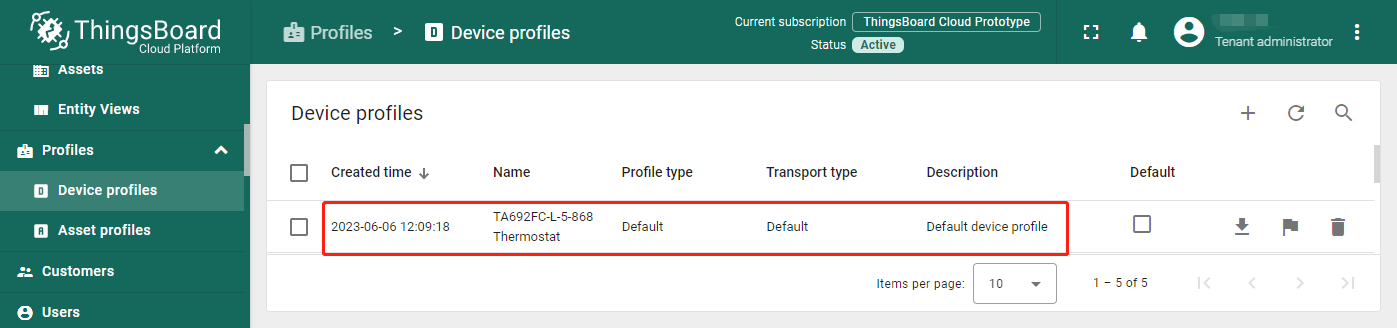 ThingsBoard
Cloud Platform
Profiles > Device profiles
Current subscription ThingsBoard Cloud Prototype
Status Active
Tenant administrator
Assets
Entity Views
Profiles
Device profiles
Asset profiles
Customers
Users
Device profiles
Created time Name Profile type Transport type Description Default
2023-06-06 12:09:18 TA692FC-L-5-868 Default Default Default device profile
Thermostat
Items per page: 10 1 – 5 of 5